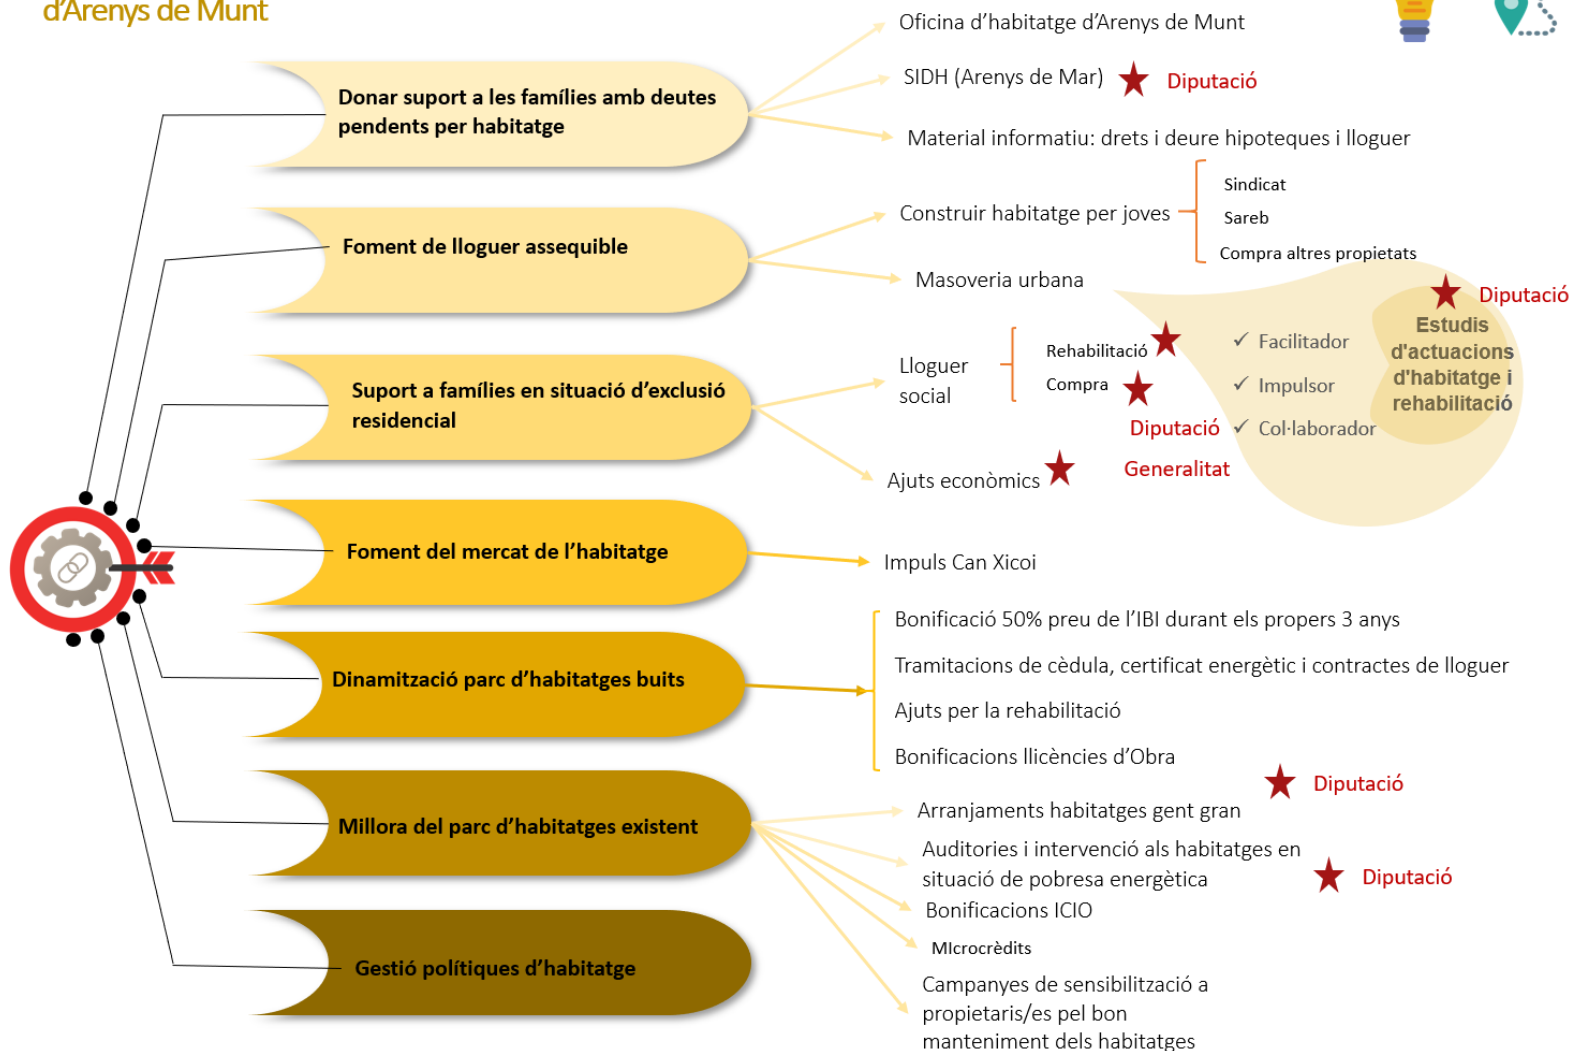 d'Arenys de Munt
Donar suport a les famílies amb deutes
pendents per habitatge
Oficina d'habitatge d'Arenys de Munt
SIDH (Arenys de Mar)
Diputació
Material informatiu: drets i deure hipoteques i lloguer
Foment de lloguer assequible
Construir habitatge per joves
Sindicat
Sareb
Compra altres propietats
Masoveria urbana
Diputació
Estudis
d'actuacions
d'habitatge i
rehabilitació
Facilitador
Impulsor
Col·laborador
Suport a famílies en situació d'exclusió
residencial
Lloguer
social
Rehabilitació
Compra
Diputació
Ajuts econòmics
Generalitat
Foment del mercat de l'habitatge
Impuls Can Xicoi
Dinamització parc d'habitatges buits
Bonificació 50% preu de l'IBI durant els propers 3 anys
Tramitacions de cèdula, certificat energètic i contractes de lloguer
Ajuts per la rehabilitació
Bonificacions llicències d'Obra
Millora del parc d'habitatges existent
Diputació
Arranjaments habitatges gent gran
Auditories i intervenció als habitatges en
situació de pobresa energètica
Diputació
Bonificacions ICIO
MIcrocrèdits
Campanyes de sensibilització a
propietaris/es pel bon
manteniment dels habitatges
Gestió polítiques d'habitatge